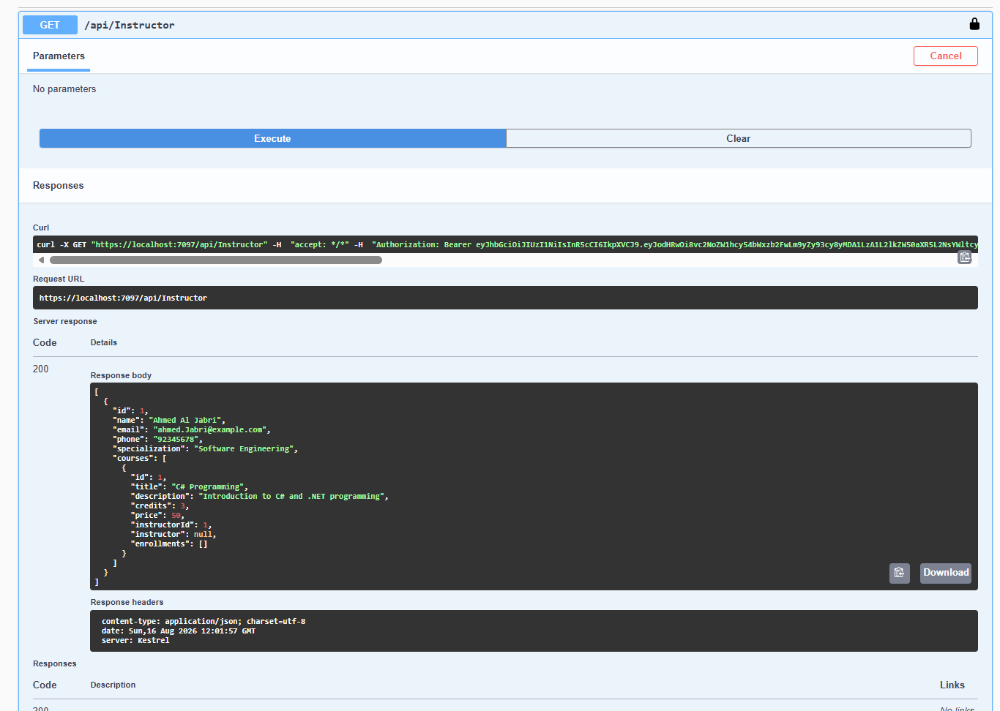 GET /api/Instructor
Parameters
Cancel
No parameters
Execute
Clear
Responses
Curl
curl -X GET "https://localhost:7097/api/Instructor" -H  "accept: */*" -H  "Authorization: Bearer eyJhbGciOiJIUzI1NiIsInR5cCI6IkpXVCJ9.eyJodHRwOi8vc2NoZW1hcy54bWxzb2FwLm9yZy93cy8yMDA1LzA1L2lkZW50aXR5L2NsYWltcy
Request URL
https://localhost:7097/api/Instructor
Server response
Code Details
200
Response body
[
  {
    "id": 1,
    "name": "Ahmed Al Jabri",
    "email": "ahmed.Jabri@example.com",
    "phone": "92345678",
    "specialization": "Software Engineering",
    "courses": [
      {
        "id": 1,
        "title": "C# Programming",
        "description": "Introduction to C# and .NET programming",
        "credits": 3,
        "price": 50,
        "instructorId": 1,
        "instructor": null,
        "enrollments": []
      }
    ]
  }
]
Download
Response headers
content-type: application/json; charset=utf-8
date: Sun,16 Aug 2026 12:01:57 GMT
server: Kestrel
Responses
Code Description Links
200 No links